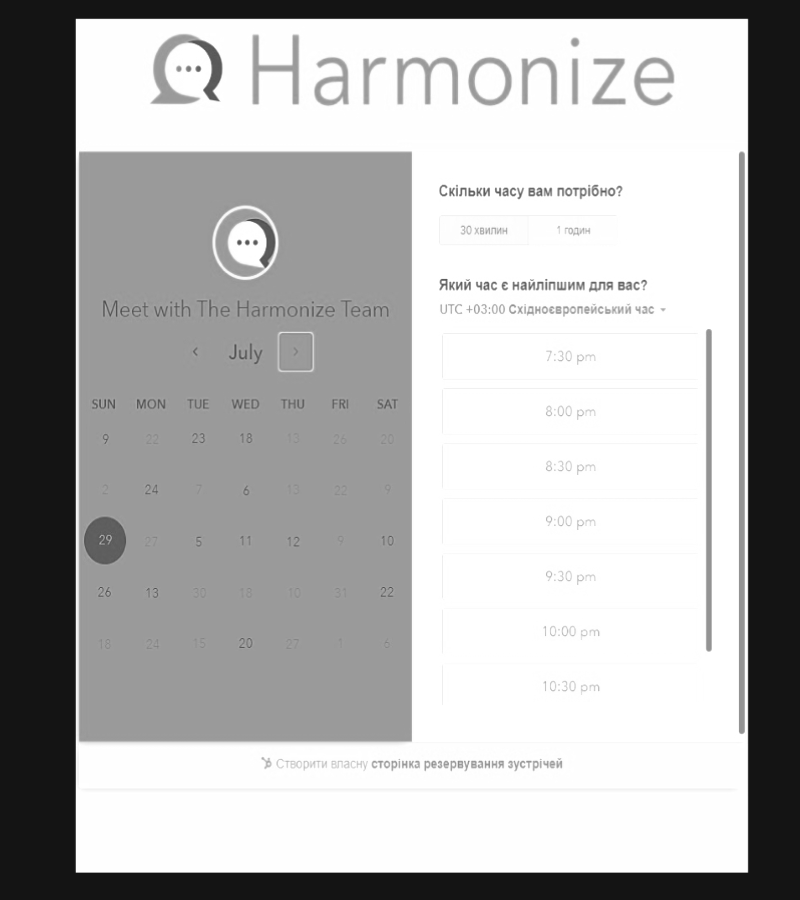 Harmonize
Meet with The Harmonize Team
July
SUN MON TUE WED THU FRI SAT
9 22 23 18 13 26 20
2 24 7 6 13 22 9
29 27 5 11 12 9 10
26 13 30 18 10 31 22
18 24 15 20 27 1 6
Скільки часу вам потрібно?
30 хвилин 1 годин
Який час є найліпшим для вас?
UTC +03:00 Східноєвропейський час
7:30 pm
8:00 pm
8:30 pm
9:00 pm
9:30 pm
10:00 pm
10:30 pm
Створити власну сторінка резервування зустрічей